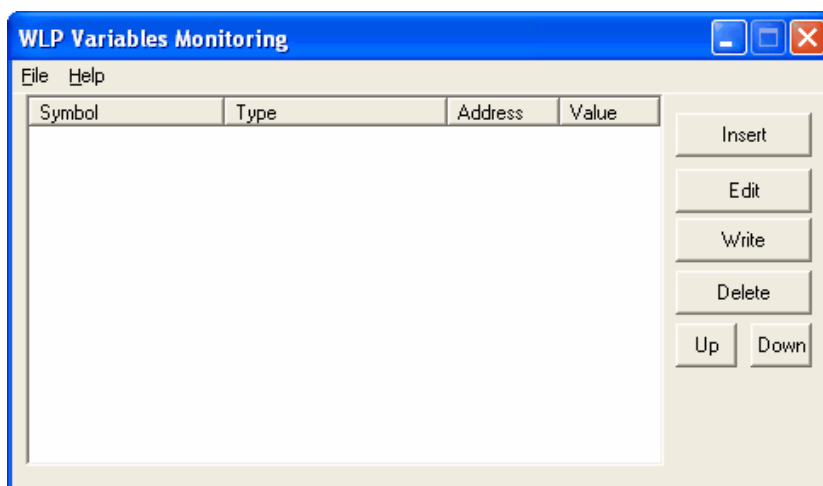 WLP Variables Monitoring
File Help
Symbol Type Address Value
Insert
Edit
Write
Delete
Up Down